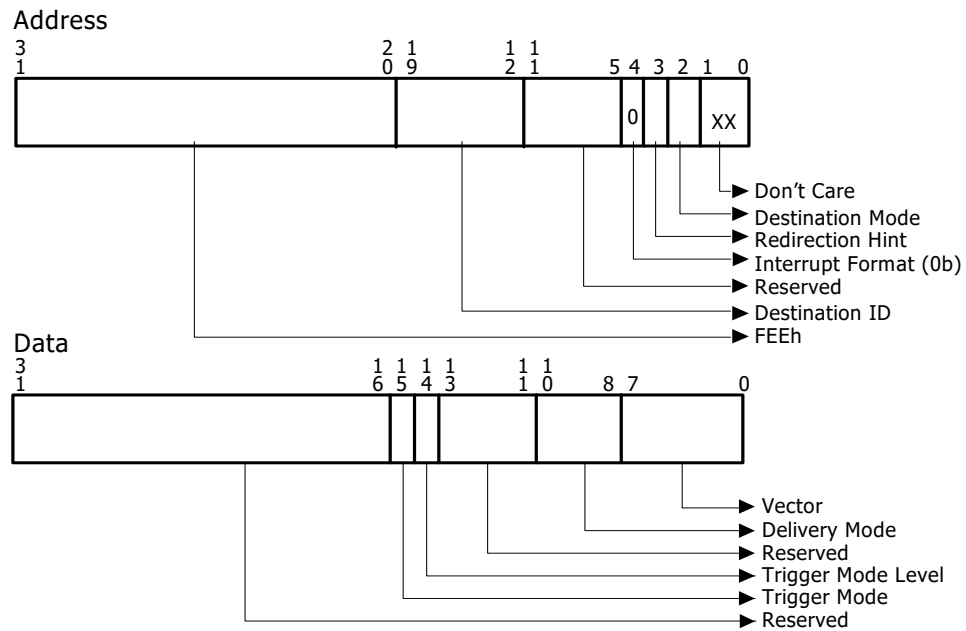 Address
3 2 1 1 1
1 0 9 2 1 5 4 3 2 1 0
0 XX
Don't Care
Destination Mode
Redirection Hint
Interrupt Format (0b)
Reserved
Destination ID
FEEh
Data
3 1 1 1 1 1 1
1 6 5 4 3 1 0 8 7 0
Vector
Delivery Mode
Reserved
Trigger Mode Level
Trigger Mode
Reserved